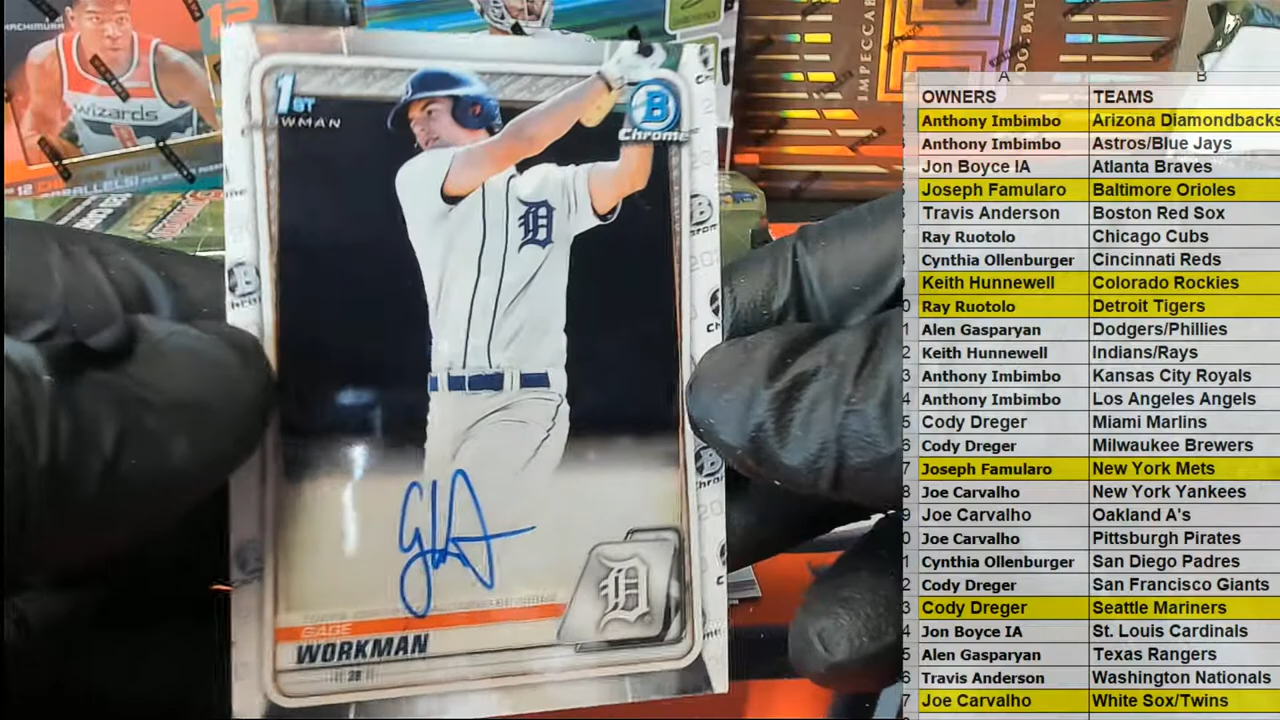 HACHIMURA
wizards
1ST
WMAN
B
Chrome
D
GAGE
WORKMAN
28
IMPECCAB
A
B
OWNERS TEAMS
Anthony Imbimbo Arizona Diamondbacks
Anthony Imbimbo Astros/Blue Jays
Jon Boyce IA Atlanta Braves
Joseph Famularo Baltimore Orioles
Travis Anderson Boston Red Sox
Ray Ruotolo Chicago Cubs
Cynthia Ollenburger Cincinnati Reds
Keith Hunnewell Colorado Rockies
Ray Ruotolo Detroit Tigers
Alen Gasparyan Dodgers/Phillies
Keith Hunnewell Indians/Rays
Anthony Imbimbo Kansas City Royals
Anthony Imbimbo Los Angeles Angels
Cody Dreger Miami Marlins
Cody Dreger Milwaukee Brewers
Joseph Famularo New York Mets
Joe Carvalho New York Yankees
Joe Carvalho Oakland A's
Joe Carvalho Pittsburgh Pirates
Cynthia Ollenburger San Diego Padres
Cody Dreger San Francisco Giants
Cody Dreger Seattle Mariners
Jon Boyce IA St. Louis Cardinals
Alen Gasparyan Texas Rangers
Travis Anderson Washington Nationals
Joe Carvalho White Sox/Twins